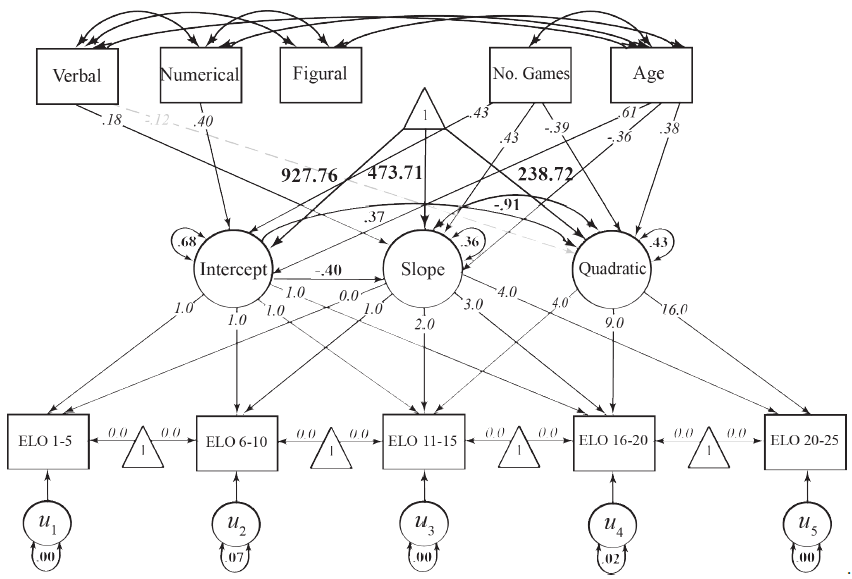 Verbal Numerical Figural No. Games Age
1
.18 -.12 .40 .43 .43 -.39 .61 -.36 .38
927.76 473.71 238.72
.37 -.91
.68 .36 .43
Intercept -.40 Slope Quadratic
1.0 1.0 1.0 1.0 0.0 1.0 2.0 3.0 4.0 4.0 9.0 16.0
ELO 1-5 0.0 0.0 ELO 6-10 0.0 0.0 ELO 11-15 0.0 0.0 ELO 16-20 0.0 0.0 ELO 20-25
1 1 1 1
u1 u2 u3 u4 u5
.00 .07 .00 .02 .00